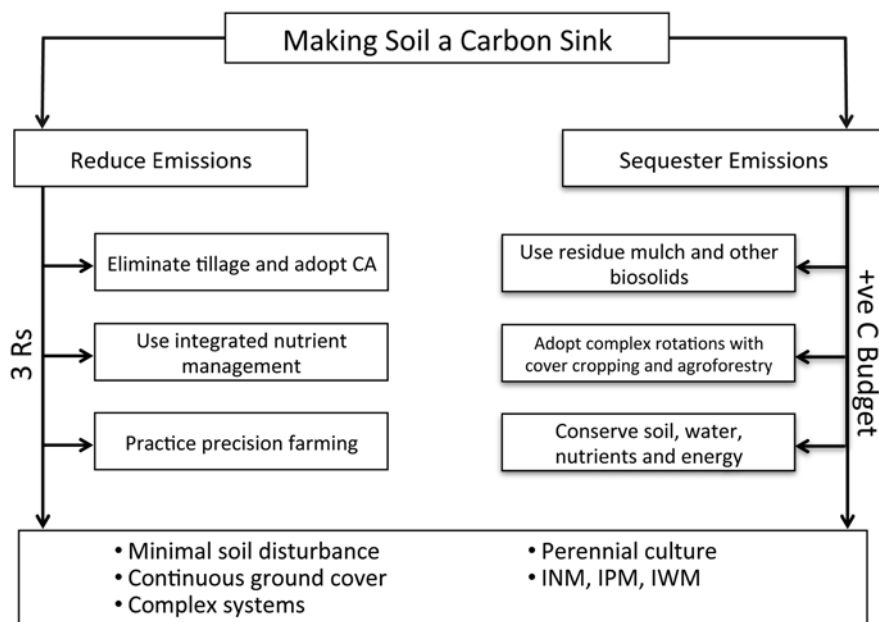 Making Soil a Carbon Sink
Reduce Emissions
Sequester Emissions
3 Rs
Eliminate tillage and adopt CA
Use integrated nutrient
management
Practice precision farming
Use residue mulch and other
biosolids
Adopt complex rotations with
cover cropping and agroforestry
Conserve soil, water,
nutrients and energy
+ve C Budget
• Minimal soil disturbance
• Continuous ground cover
• Complex systems
• Perennial culture
• INM, IPM, IWM